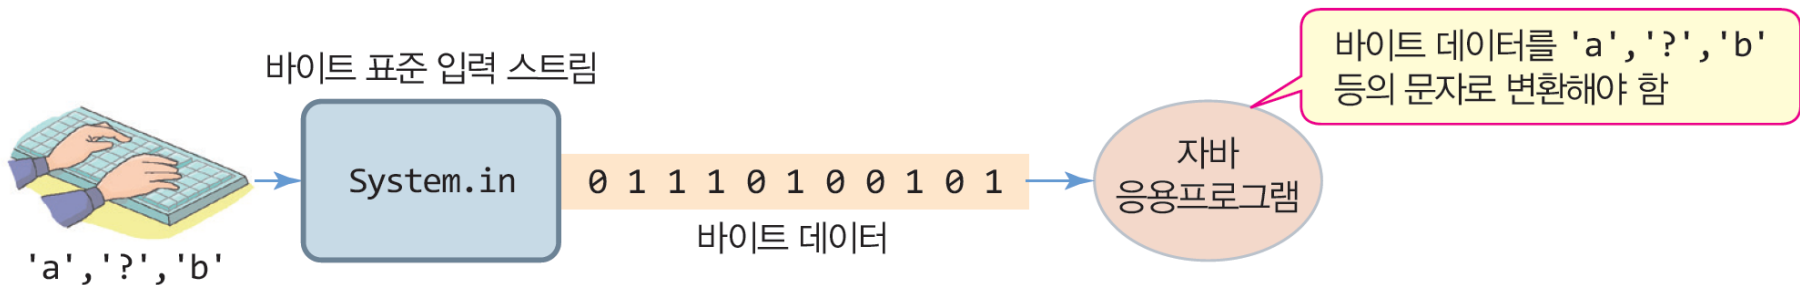 바이트 표준 입력 스트림
System.in
'a','?','b'
0 1 1 1 0 1 0 0 1 0 1
바이트 데이터
자바
응용프로그램
바이트 데이터를 'a','?','b'
등의 문자로 변환해야 함